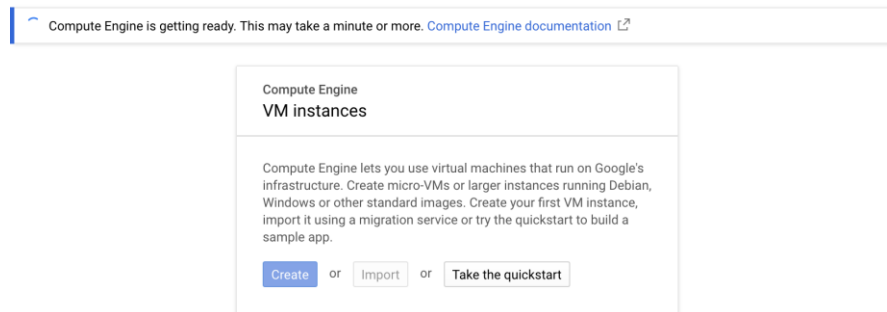 Compute Engine is getting ready. This may take a minute or more. Compute Engine documentation
Compute Engine
VM instances
Compute Engine lets you use virtual machines that run on Google's
infrastructure. Create micro-VMs or larger instances running Debian,
Windows or other standard images. Create your first VM instance,
import it using a migration service or try the quickstart to build a
sample app.
Create or Import or Take the quickstart